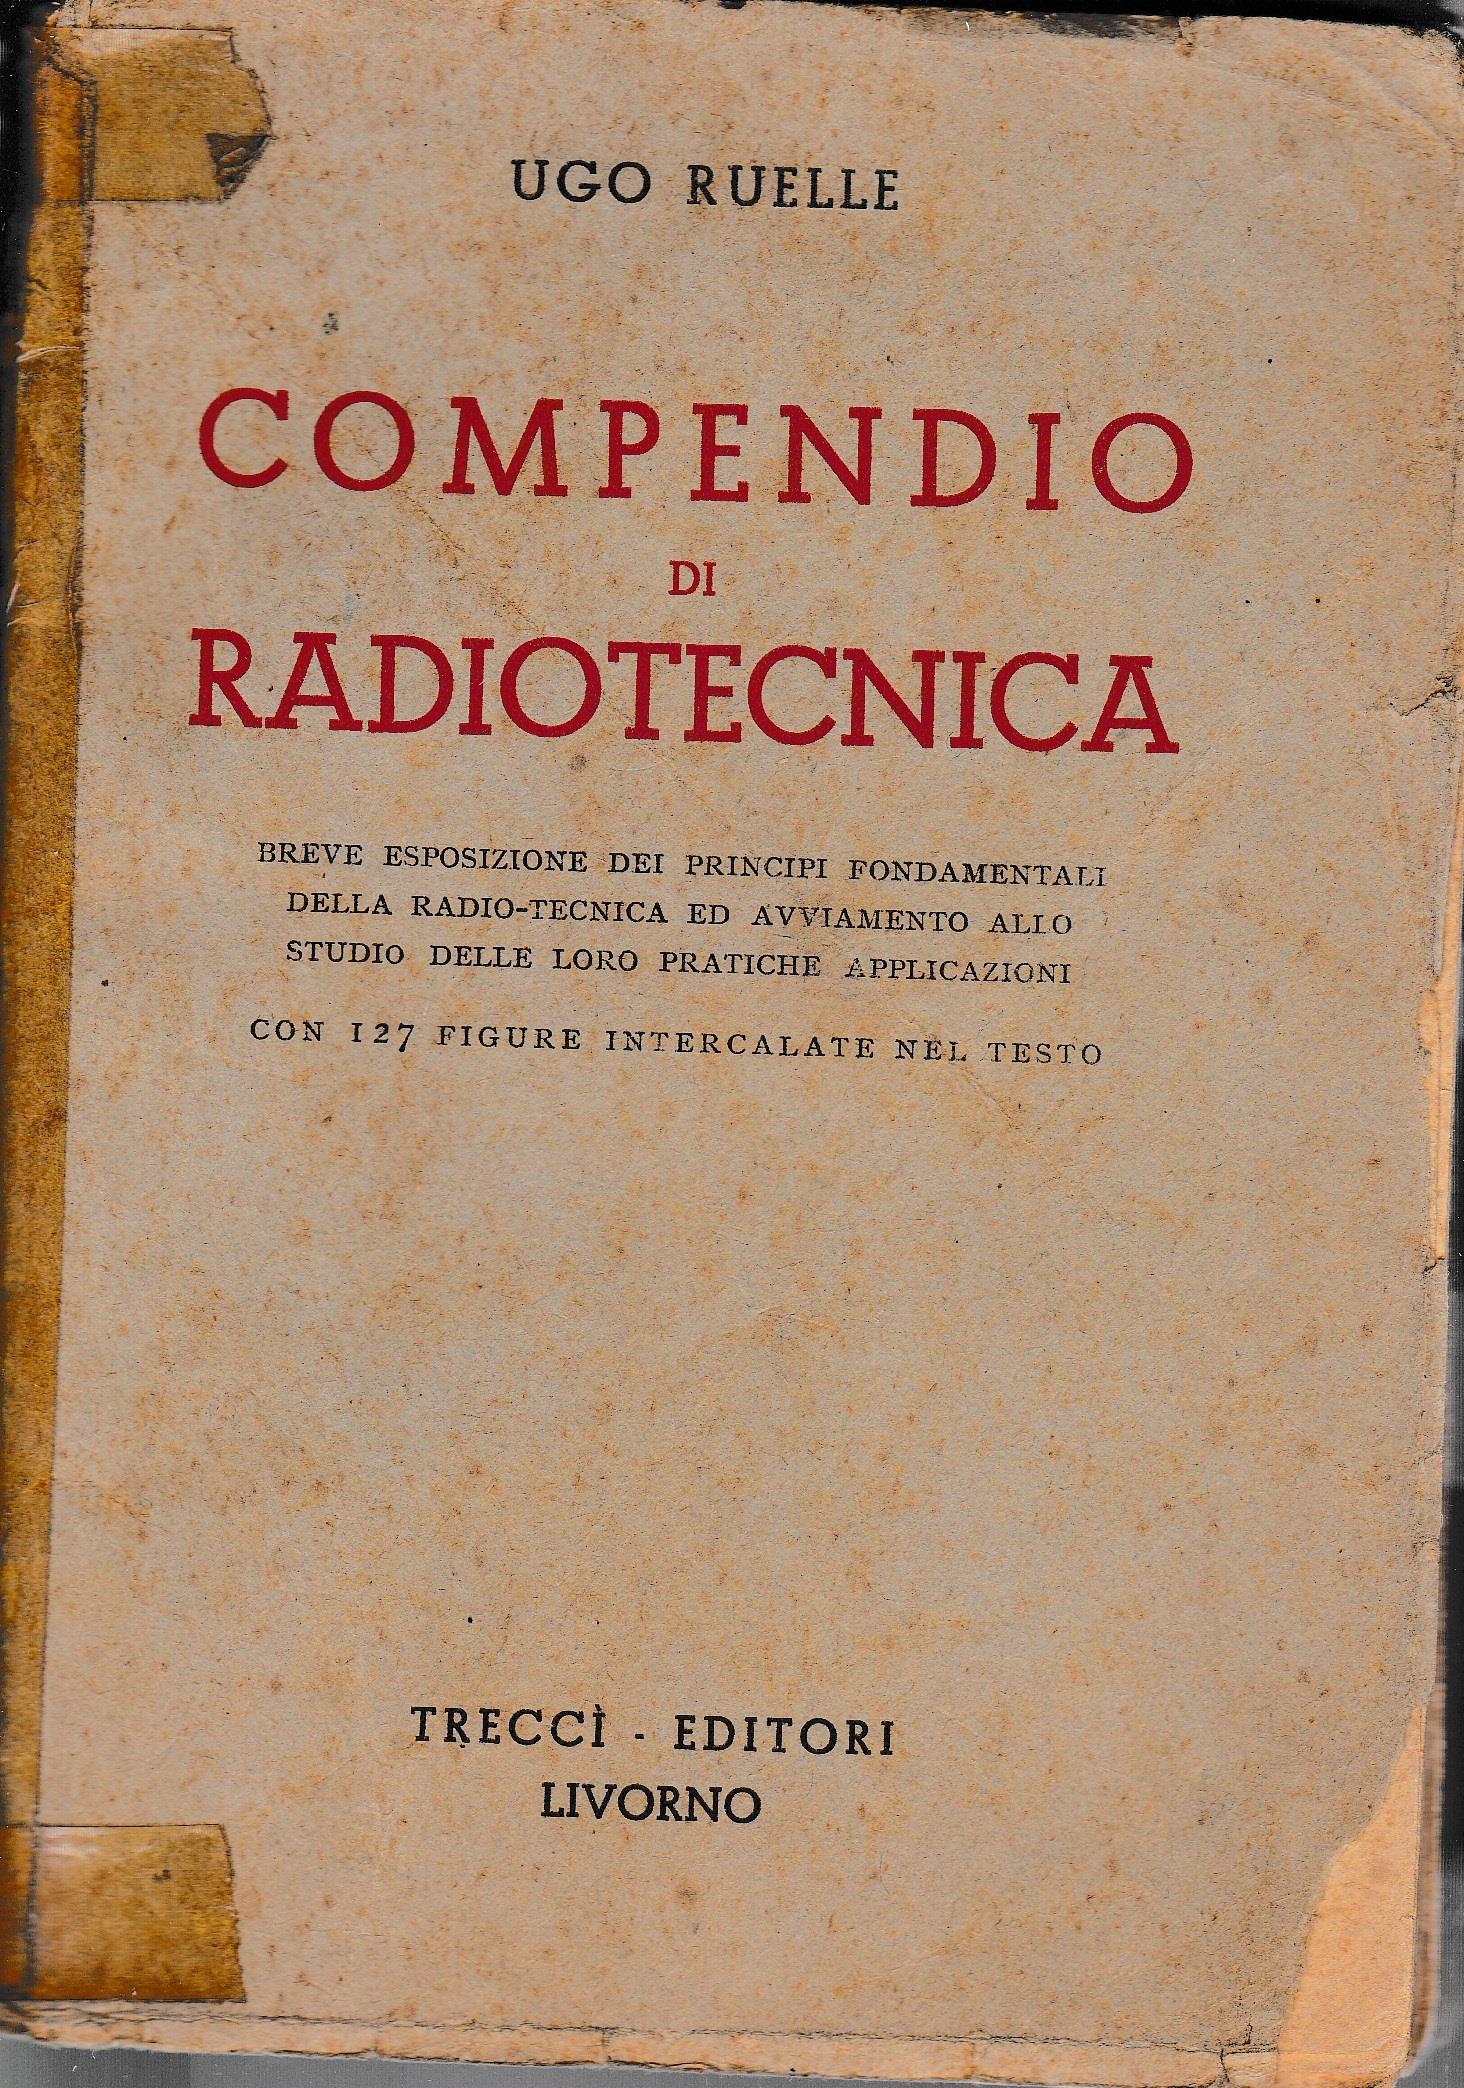 UGO RUELLE
COMPENDIO
DI
RADIOTECNICA
BREVE ESPOSIZIONE DEI PRINCIPI FONDAMENTALI
DELLA RADIO-TECNICA ED AVVIAMENTO ALLO
STUDIO DELLE LORO PRATICHE APPLICAZIONI
CON 127 FIGURE INTERCALATE NEL TESTO
TRECCÌ - EDITORI
LIVORNO